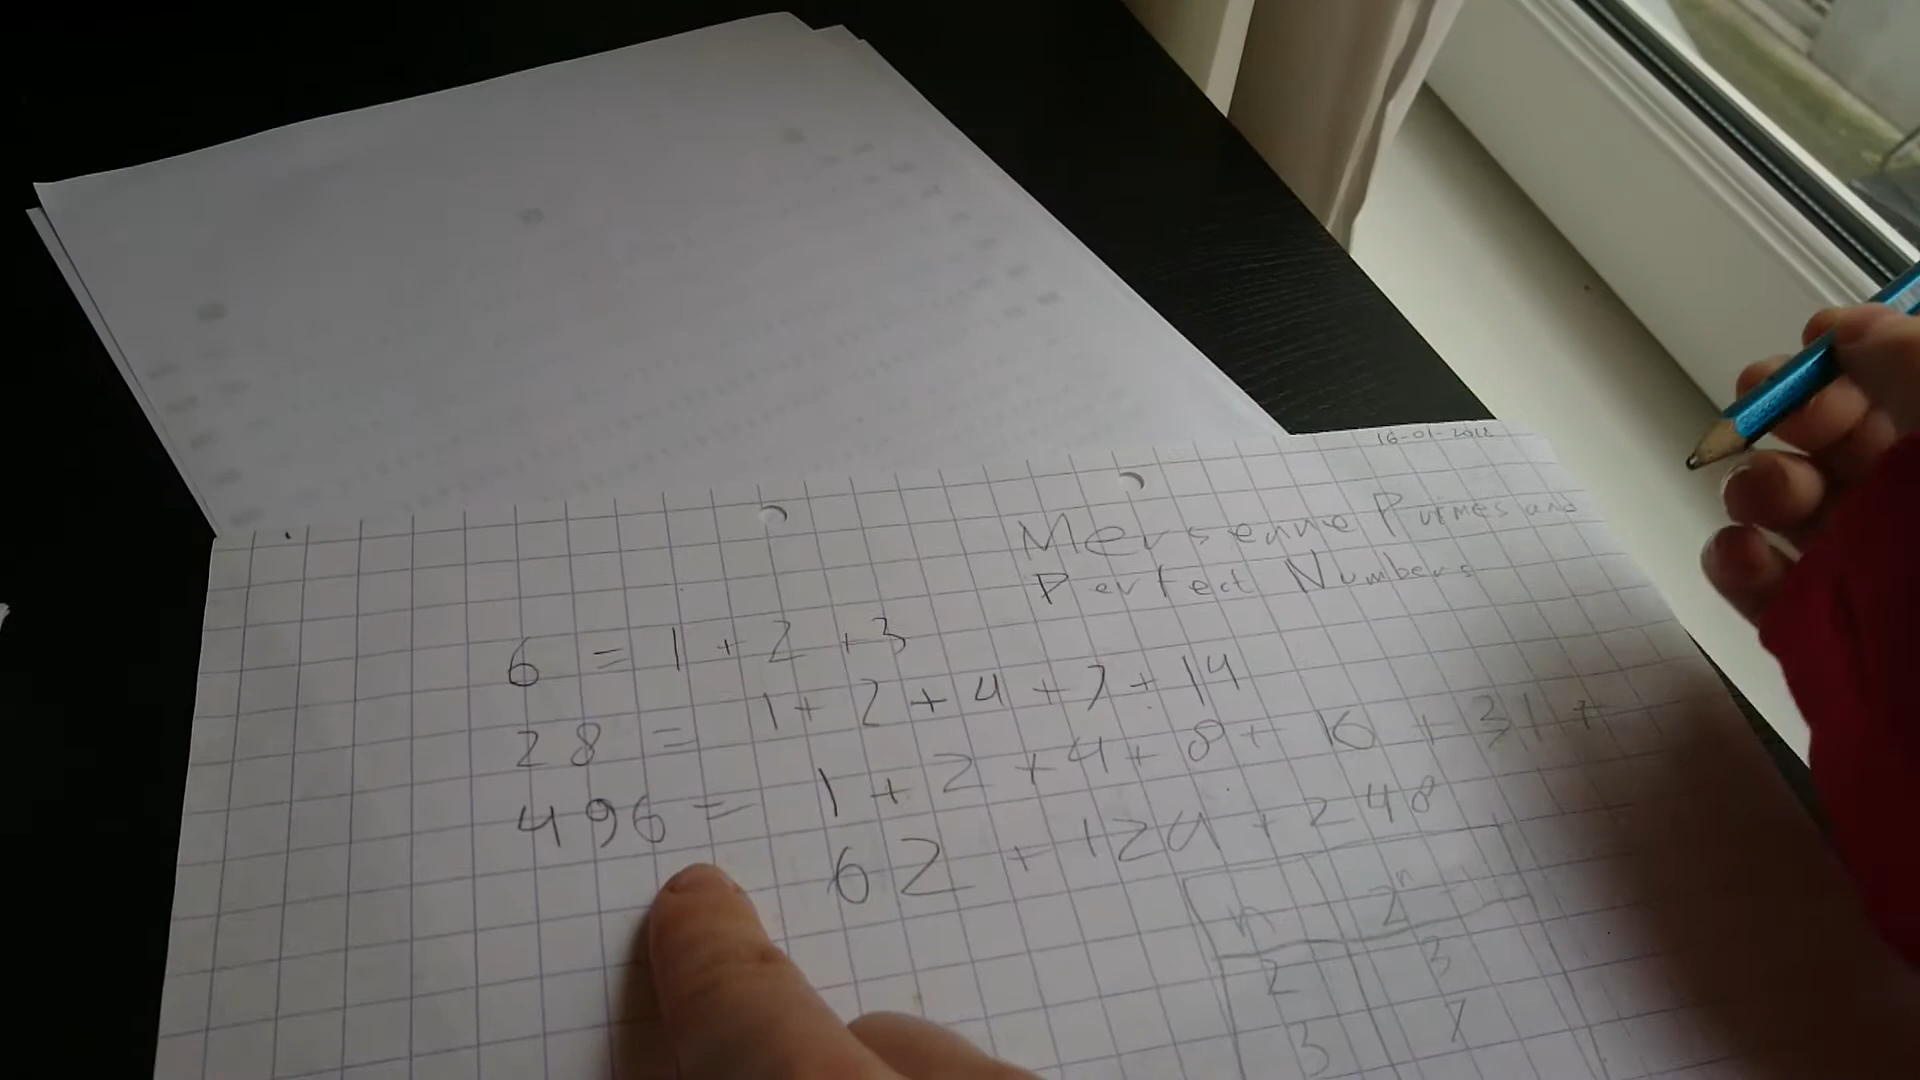 16-01-2022
Mersenne Primes and
Perfect Numbers
6 = 1 + 2 + 3
28 = 1 + 2 + 4 + 7 + 14
496 = 1 + 2 + 4 + 8 + 16 + 31 +
62 + 124 + 248
n 2ⁿ
2 3
3 7